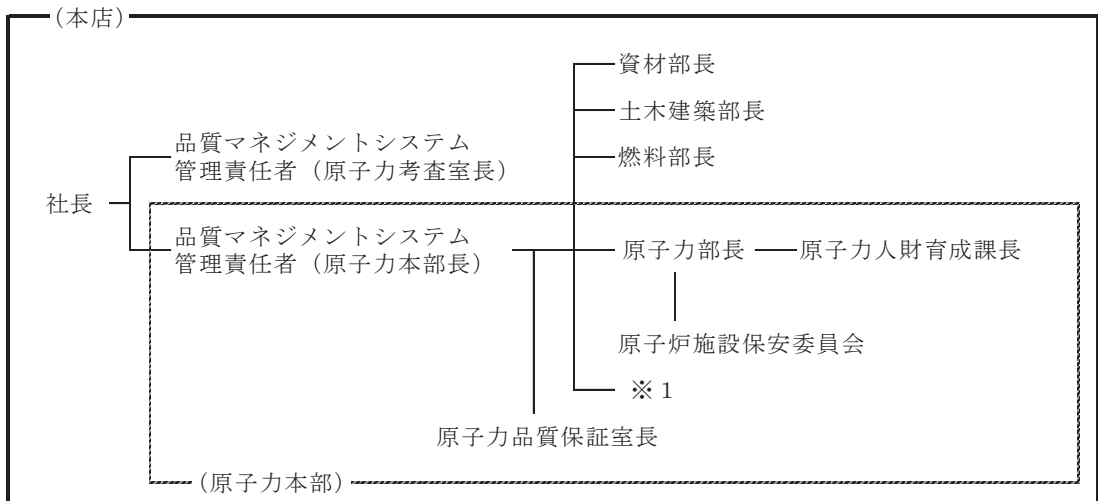 (本店)
資材部長
土木建築部長
燃料部長
品質マネジメントシステム
管理責任者（原子力考査室長）
社長
品質マネジメントシステム
管理責任者（原子力本部長）
原子力部長
原子力人財育成課長
原子炉施設保安委員会
※1
原子力品質保証室長
(原子力本部)